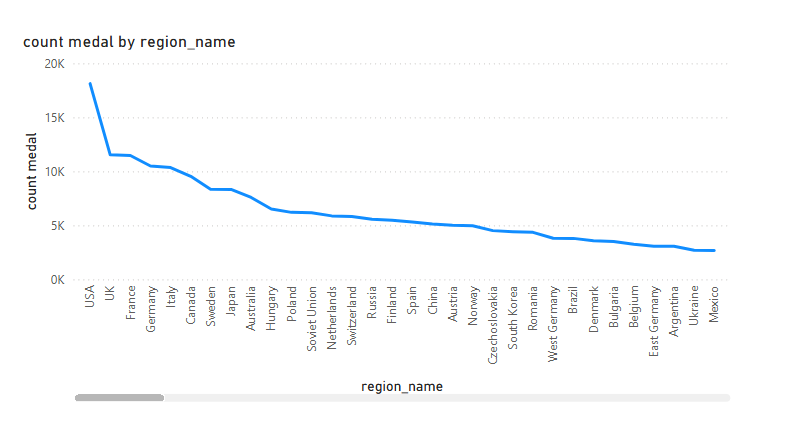 count medal by region_name
20K
15K
10K
5K
0K
count medal
USA
UK
France
Germany
Italy
Canada
Sweden
Japan
Australia
Hungary
Poland
Soviet Union
Netherlands
Switzerland
Russia
Finland
Spain
China
Austria
Norway
Czechoslovakia
South Korea
Romania
West Germany
Brazil
Denmark
Bulgaria
Belgium
East Germany
Argentina
Ukraine
Mexico
region_name